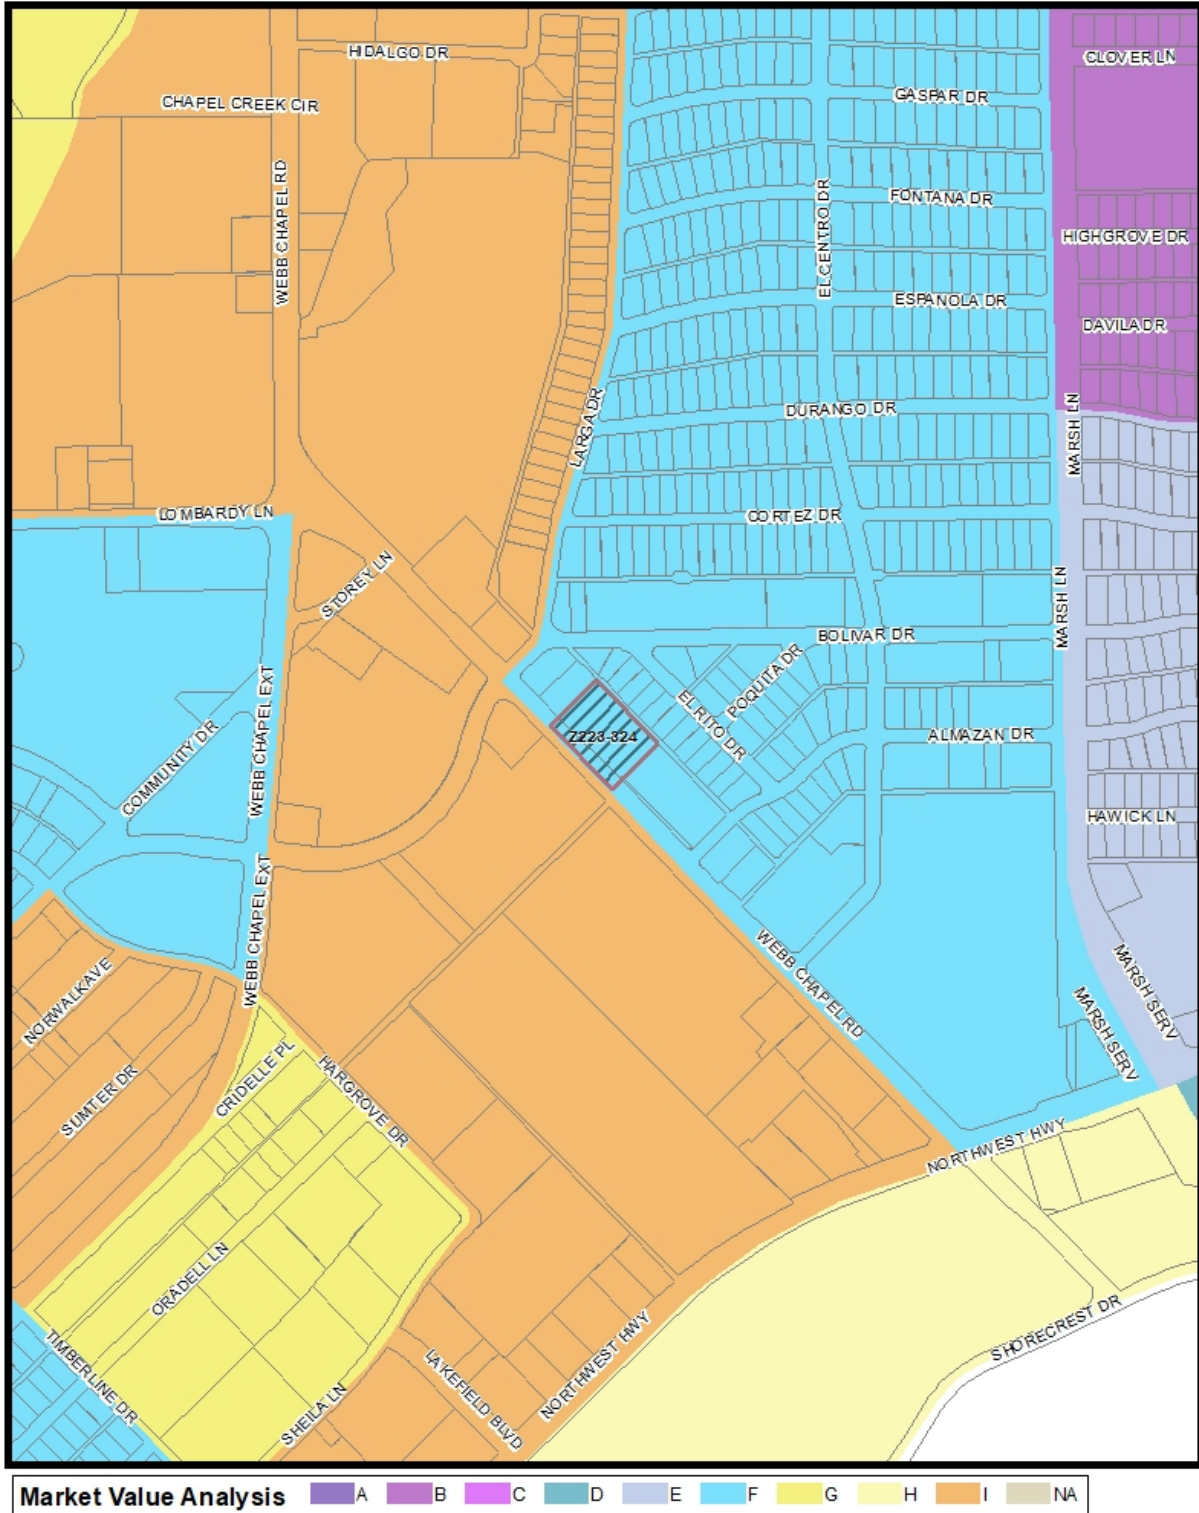 HIDALGO DR
CLOVER LN
CHAPEL CREEK CIR
GASPAR DR
WEBB CHAPEL RD
EL CENTRO DR
FONTANA DR
HIGHGROVE DR
ESPANOLA DR
DAVILA DR
LARGA DR
DURANGO DR
MARSH LN
LOMBARDY LN
CORTEZ DR
STOREY LN
MARSH LN
BOLIVAR DR
POQUITA DR
EL RITO DR
WEBB CHAPEL EXT
COMMUNITY DR
Z223-324
ALMAZAN DR
HAWICK LN
WEBB CHAPEL EXT
WEBB CHAPEL RD
MARSH SERV
MARSH SERV
NORWALK AVE
CRIDELLE PL
HARGROVE DR
SUMTER DR
NORTHWEST HWY
ORADELL LN
SHORECREST DR
TIMBERLINE DR
SHEILA LN
LAKEFIELD BLVD
NORTHWEST HWY
Market Value Analysis A B C D E F G H I NA